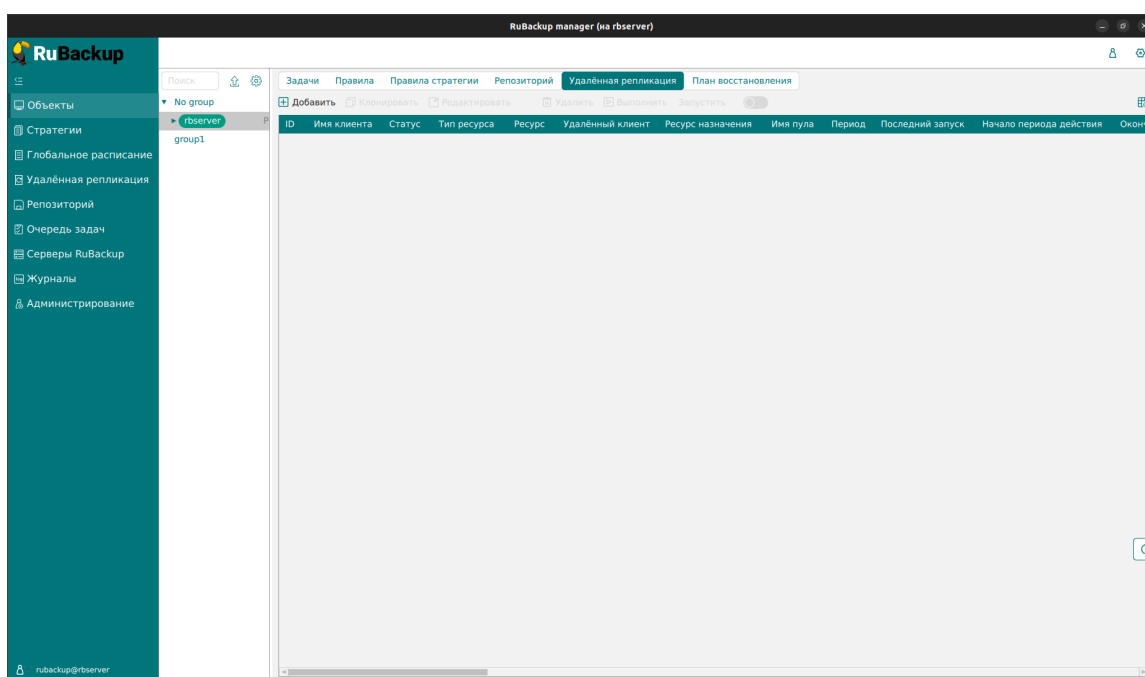 RuBackup manager (на rbserver)
RuBackup
Объекты
Стратегии
Глобальное расписание
Удалённая репликация
Репозиторий
Очередь задач
Серверы RuBackup
Журналы
Администрирование
rubackup@rbserver
Поиск
No group
rbserver
group1
Задачи Правила Правила стратегии Репозиторий Удалённая репликация План восстановления
Добавить Клонировать Редактировать Удалить Выполнить Запустить
ID Имя клиента Статус Тип ресурса Ресурс Удалённый клиент Ресурс назначения Имя пула Период Последний запуск Начало периода действия